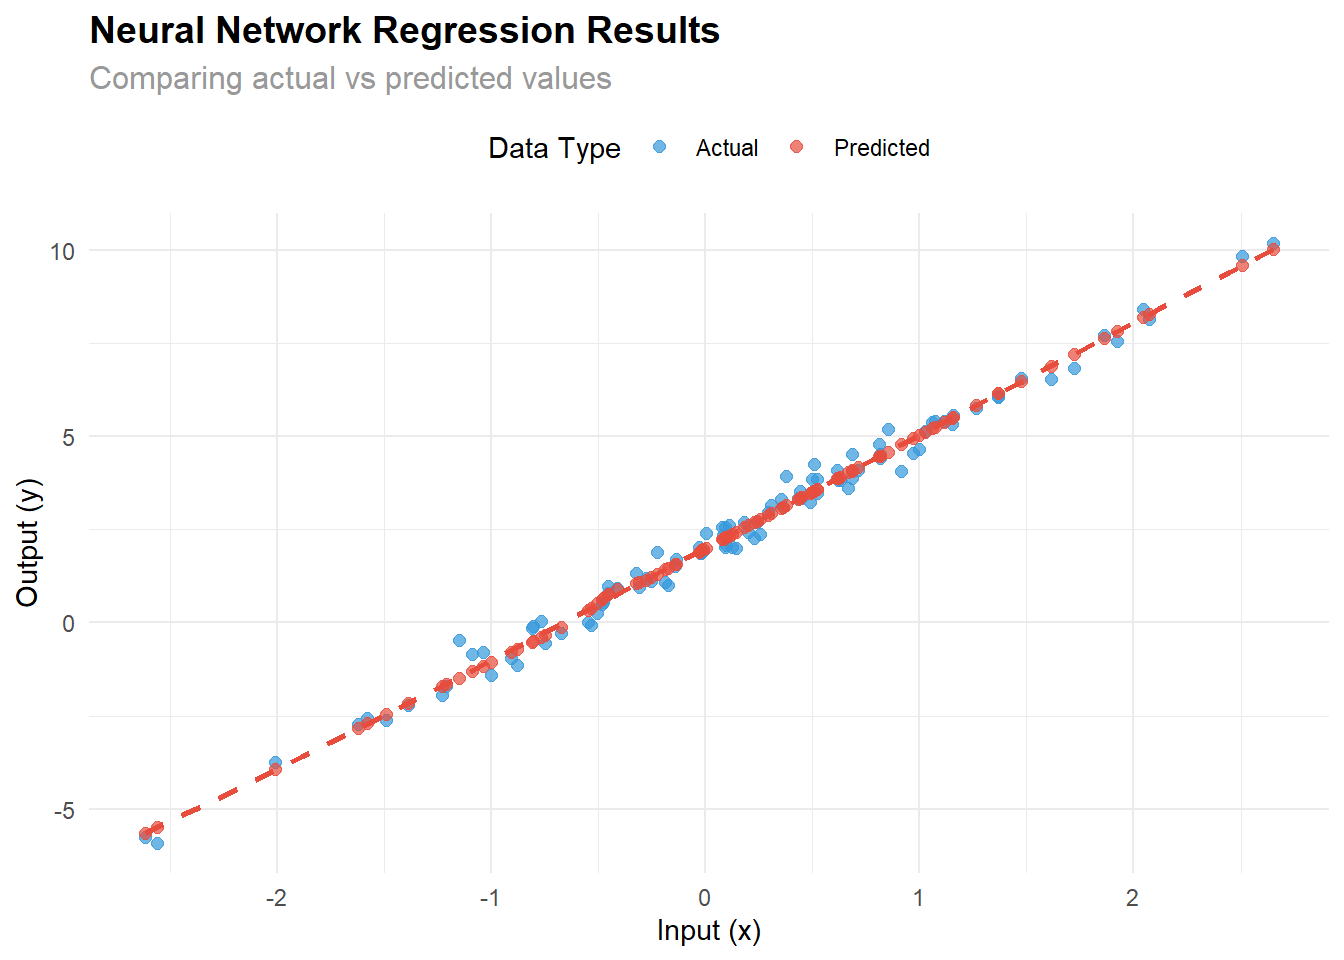 Neural Network Regression Results
Comparing actual vs predicted values
Data Type Actual Predicted
10
5
0
-5
Output (y)
-2 -1 0 1 2
Input (x)